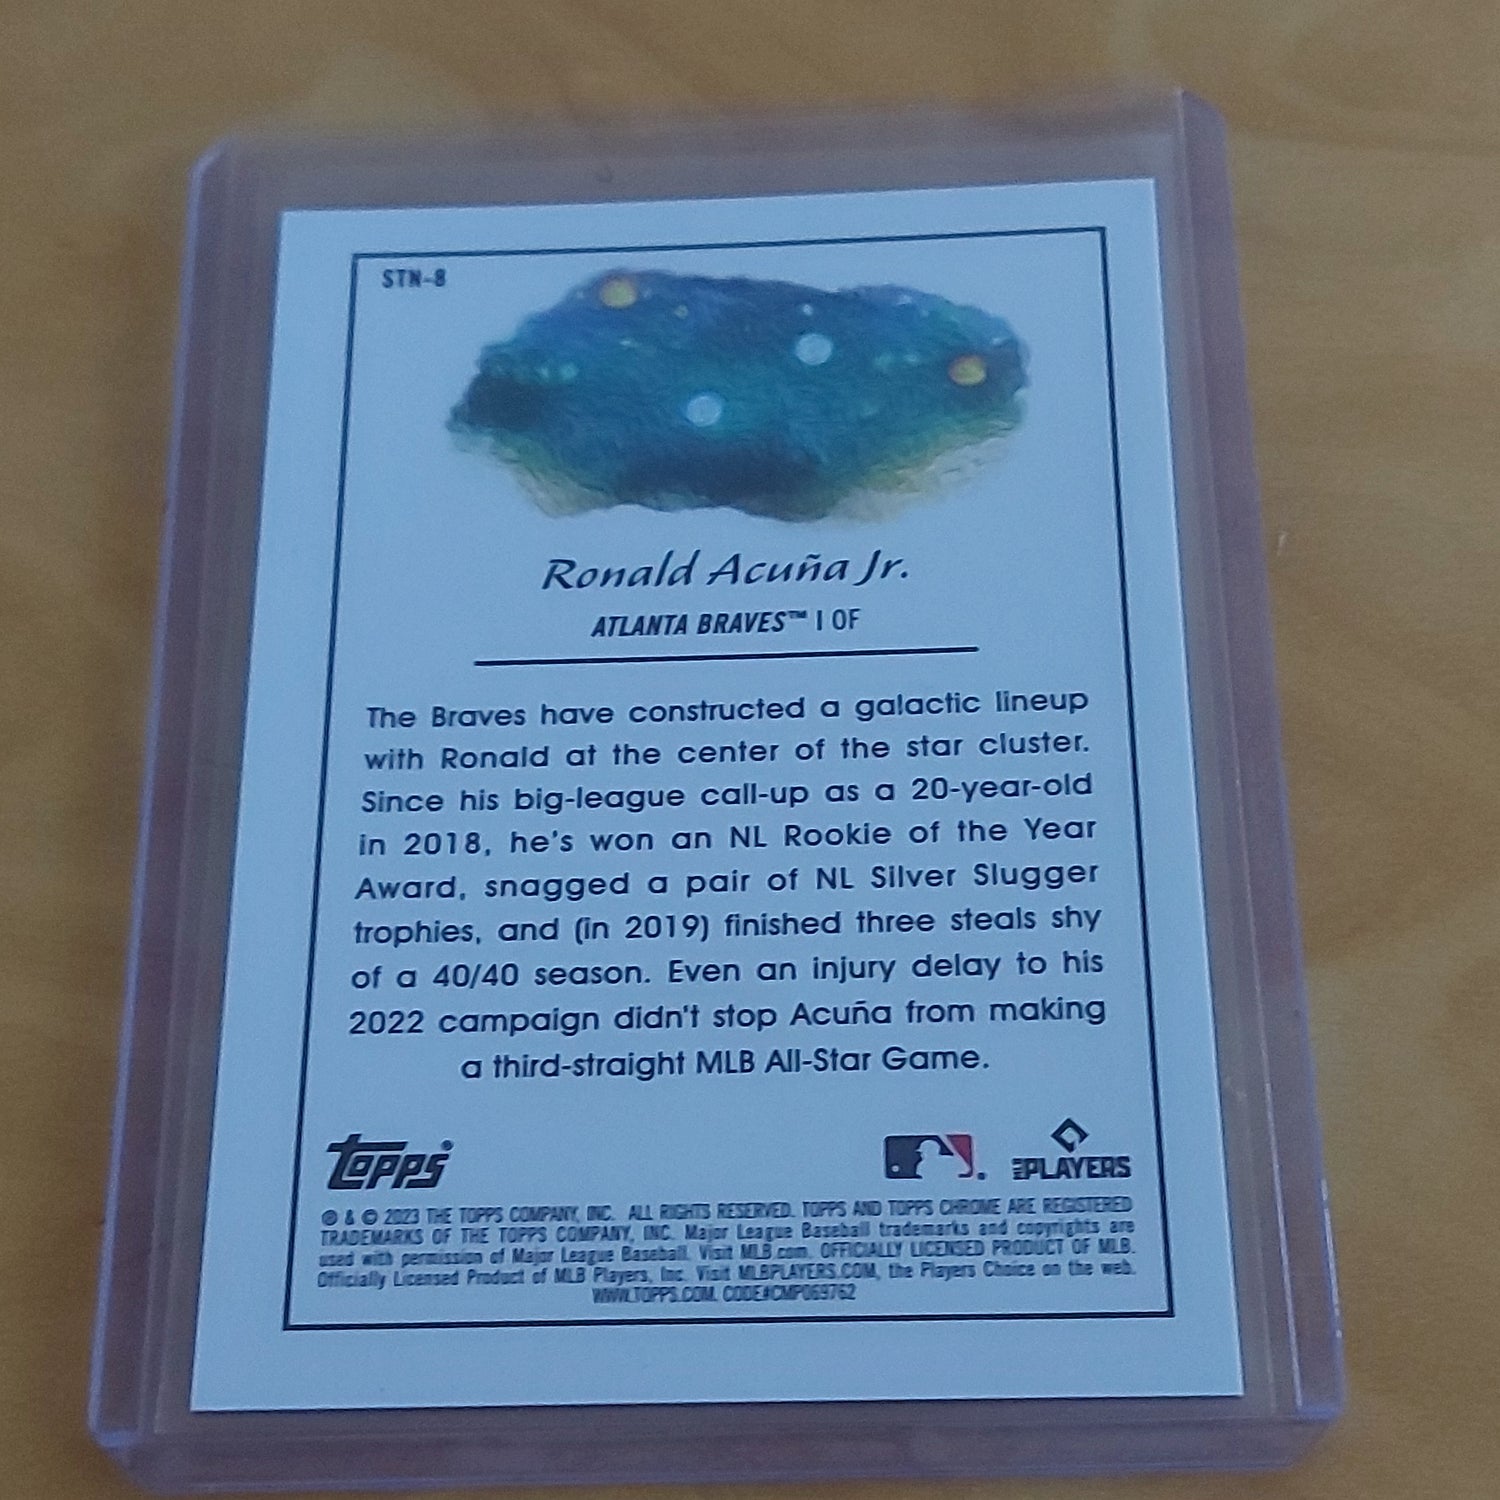 STN-8
Ronald Acuña Jr.
ATLANTA BRAVES™ | OF
The Braves have constructed a galactic lineup
with Ronald at the center of the star cluster.
Since his big-league call-up as a 20-year-old
in 2018, he's won an NL Rookie of the Year
Award, snagged a pair of NL Silver Slugger
trophies, and (in 2019) finished three steals shy
of a 40/40 season. Even an injury delay to his
2022 campaign didn't stop Acuña from making
a third-straight MLB All-Star Game.
topps
PLAYERS
® & © 2023 THE TOPPS COMPANY, INC. ALL RIGHTS RESERVED. TOPPS AND TOPPS CHROME ARE REGISTERED
TRADEMARKS OF THE TOPPS COMPANY, INC. Major League Baseball trademarks and copyrights are
used with permission of Major League Baseball. Visit MLB.com. OFFICIALLY LICENSED PRODUCT OF MLB
Officially Licensed Product of MLB Players, Inc. Visit MLBPLAYERS.COM, the Players Choice on the web.
WWW.TOPPS.COM. CODE#CMP069762